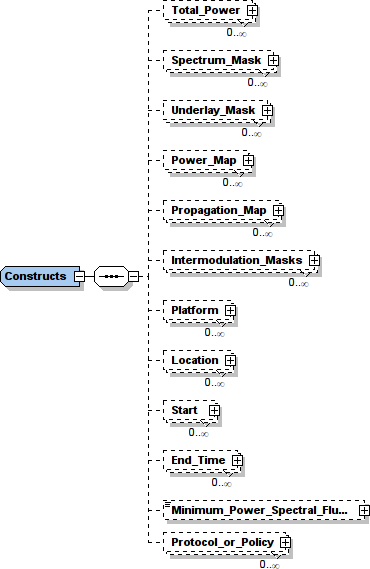 Total_Power
0..∞
Spectrum_Mask
0..∞
Underlay_Mask
0..∞
Power_Map
0..∞
Propagation_Map
0..∞
Intermodulation_Masks
0..∞
Constructs
Platform
0..∞
Location
0..∞
Start
0..∞
End_Time
0..∞
Minimum_Power_Spectral_Flu...
Protocol_or_Policy
0..∞